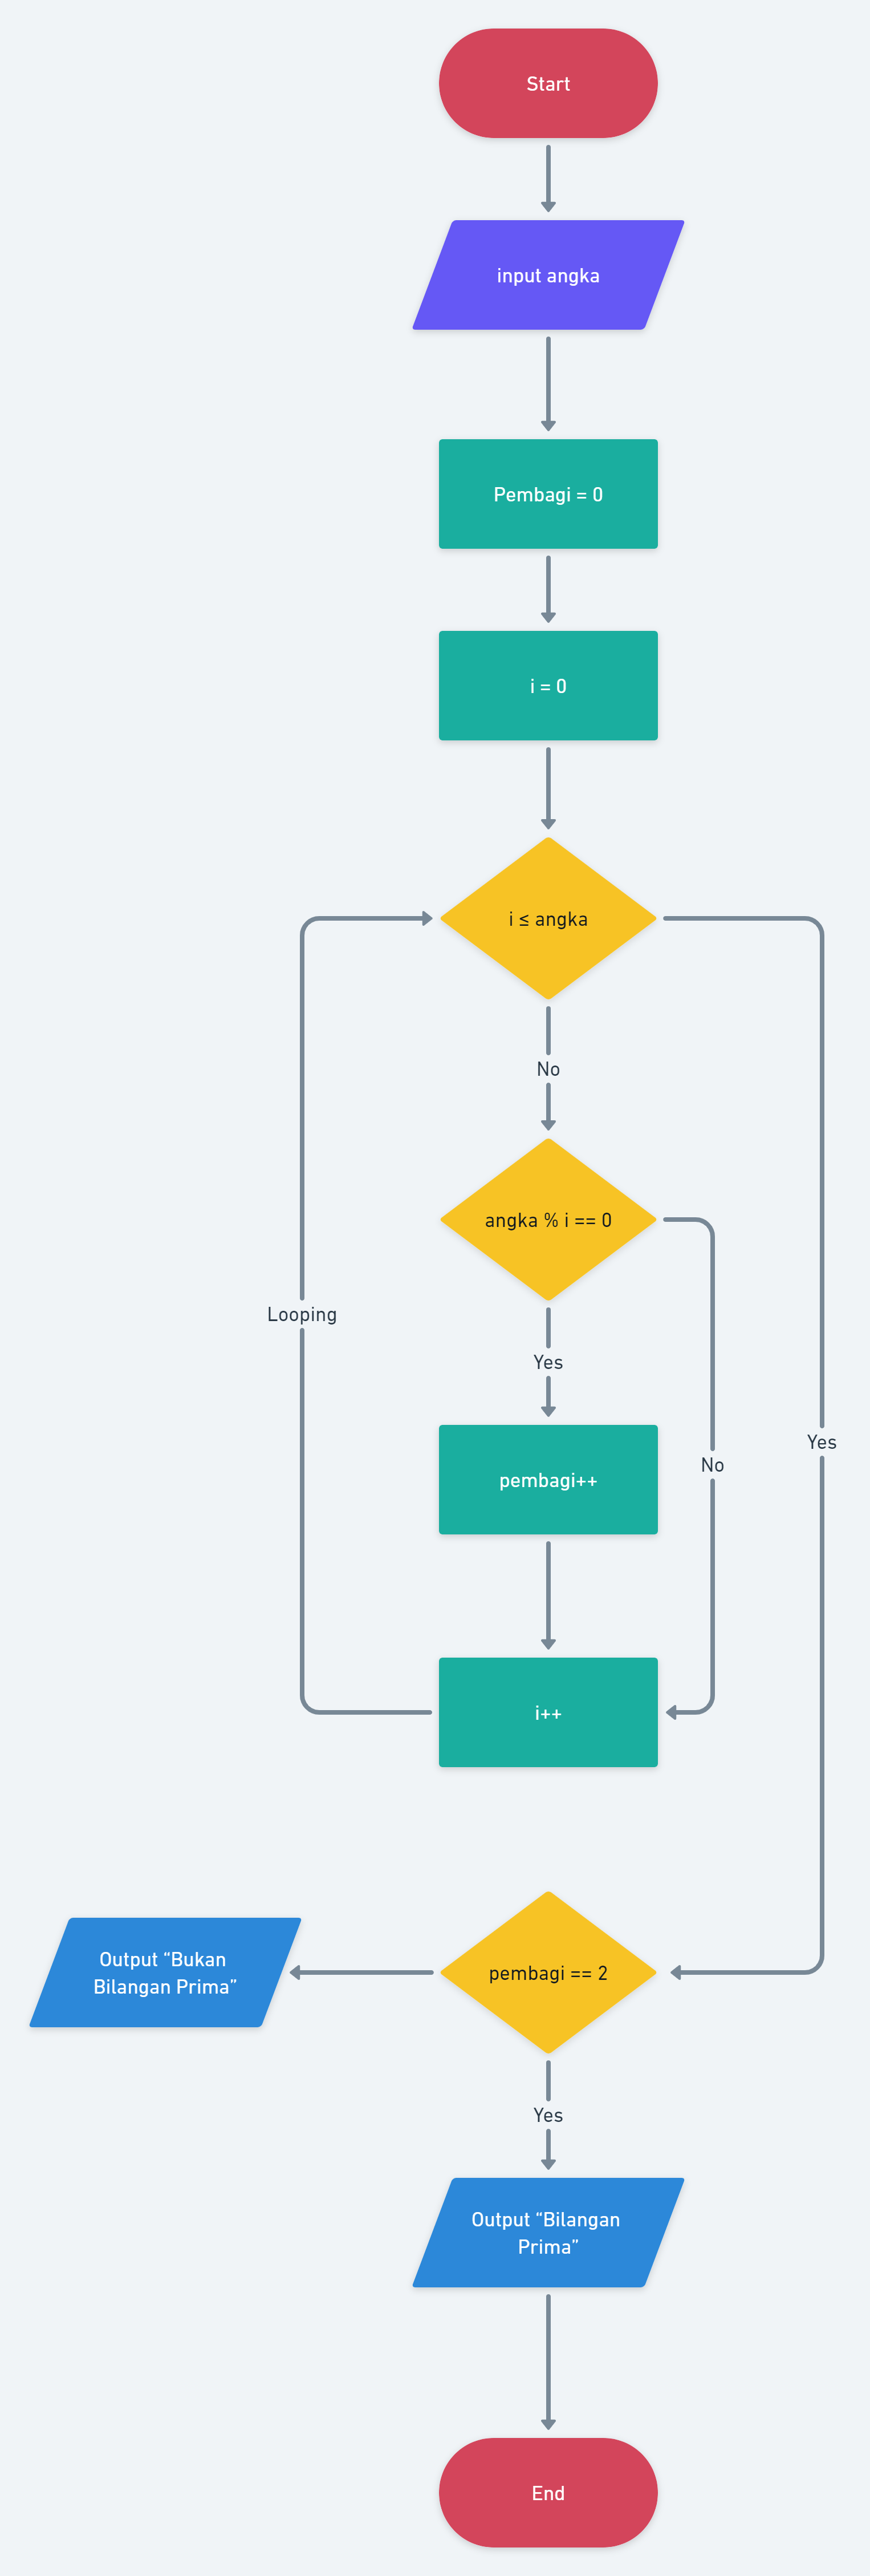 Start
input angka
Pembagi = 0
i = 0
i ≤ angka
No
angka % i == 0
Looping
Yes
Yes
No
pembagi++
i++
Output “Bukan
Bilangan Prima”
pembagi == 2
Yes
Output “Bilangan
Prima”
End